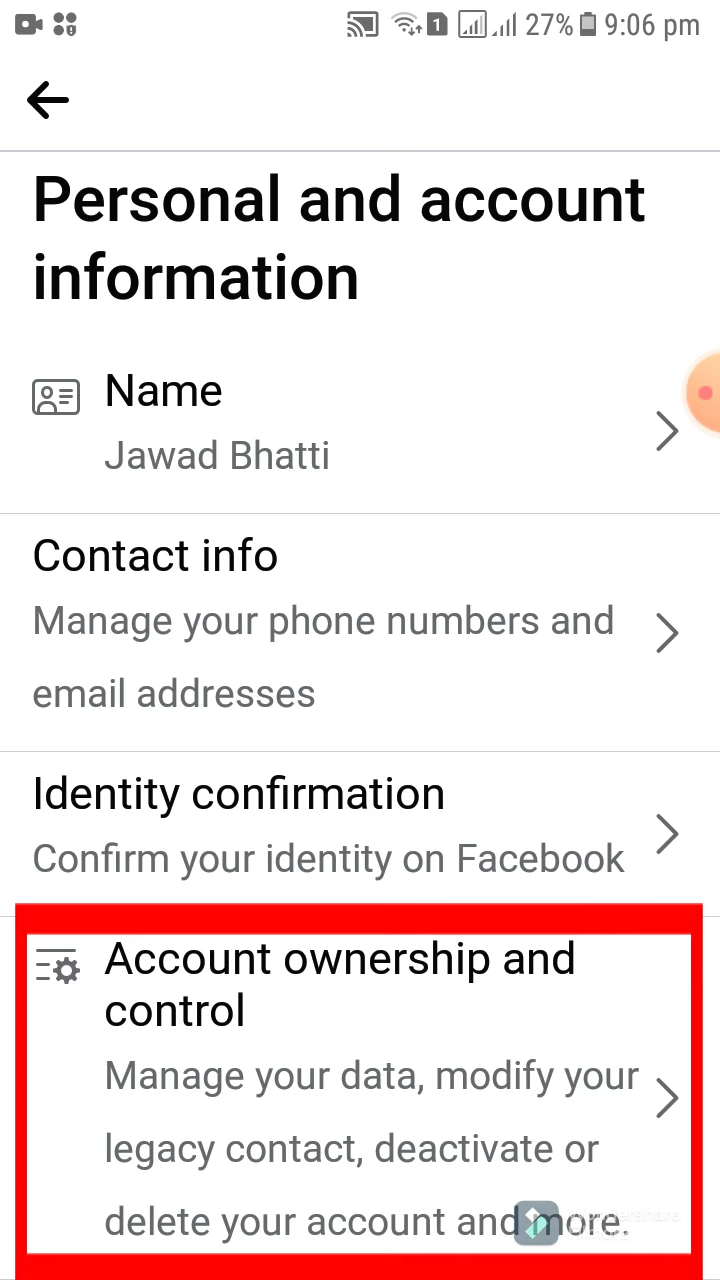 1 27% 9:06 pm
Personal and account
information
Name
Jawad Bhatti
Contact info
Manage your phone numbers and
email addresses
Identity confirmation
Confirm your identity on Facebook
Account ownership and
control
Manage your data, modify your
legacy contact, deactivate or
delete your account and more.